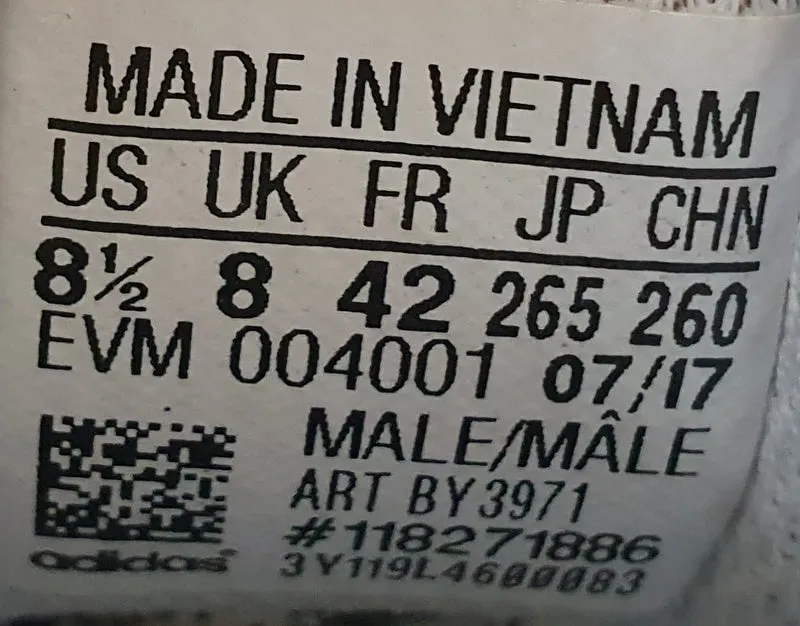 MADE IN VIETNAM
US UK FR JP CHN
8½ 8 42 265 260
EVM 004001 07/17
MALE/MÂLE
ART BY3971
#118271886
adidas
3Y119L4600083